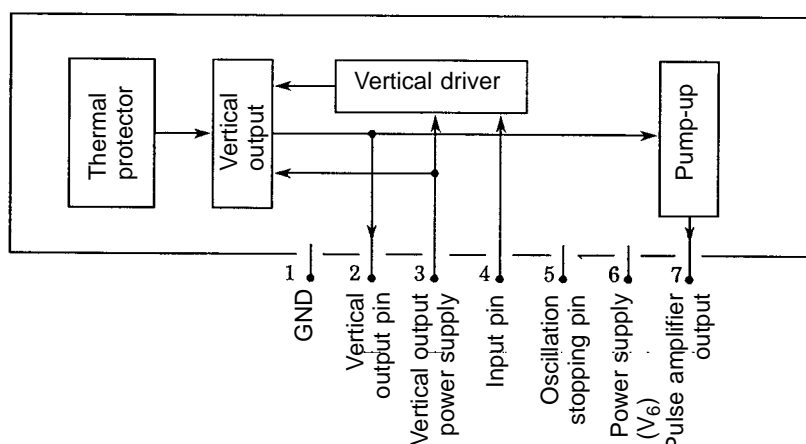 Thermal
protector
Vertical
output
Vertical driver
Pump-up
1
2
3
4
5
6
7
GND
Vertical
output pin
Vertical output
power supply
Input pin
Oscillation
stopping pin
Power supply
(V6)
Pulse amplifier
output